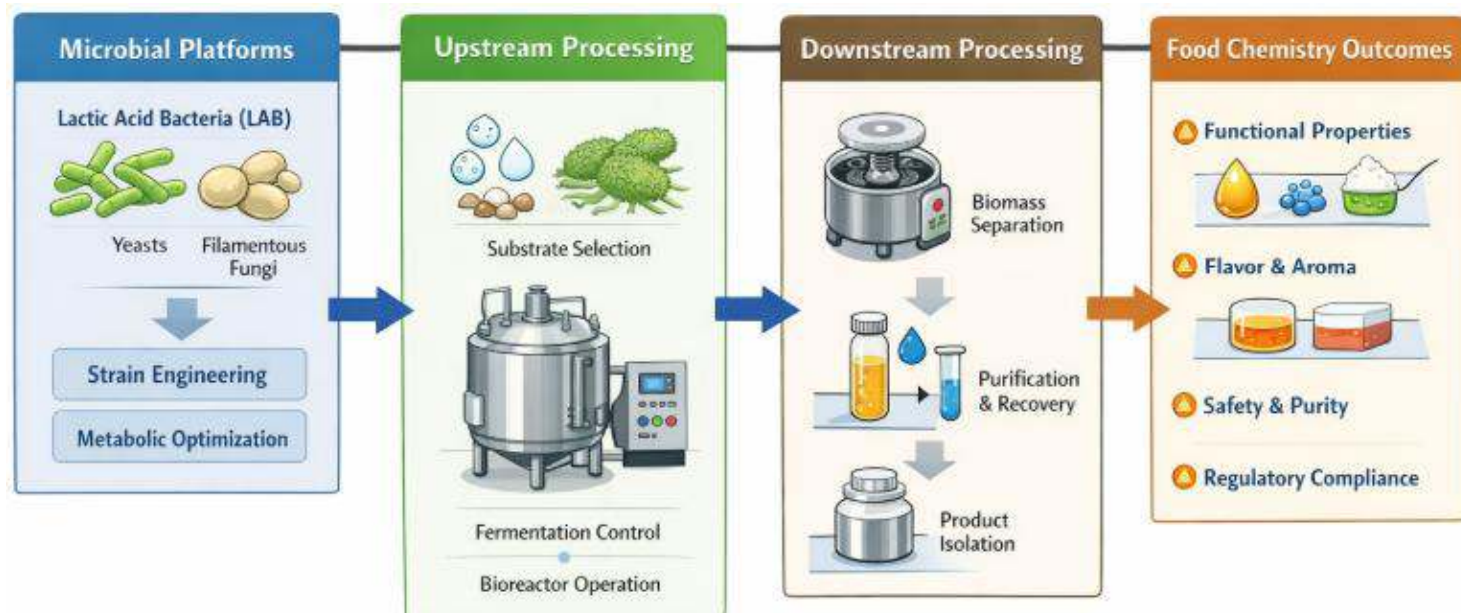 Microbial Platforms
Lactic Acid Bacteria (LAB)
Yeasts
Filamentous
Fungi
Strain Engineering
Metabolic Optimization
Upstream Processing
Substrate Selection
Fermentation Control
Bioreactor Operation
Downstream Processing
Biomass
Separation
Purification
& Recovery
Product
Isolation
Food Chemistry Outcomes
Functional Properties
Flavor & Aroma
Safety & Purity
Regulatory Compliance